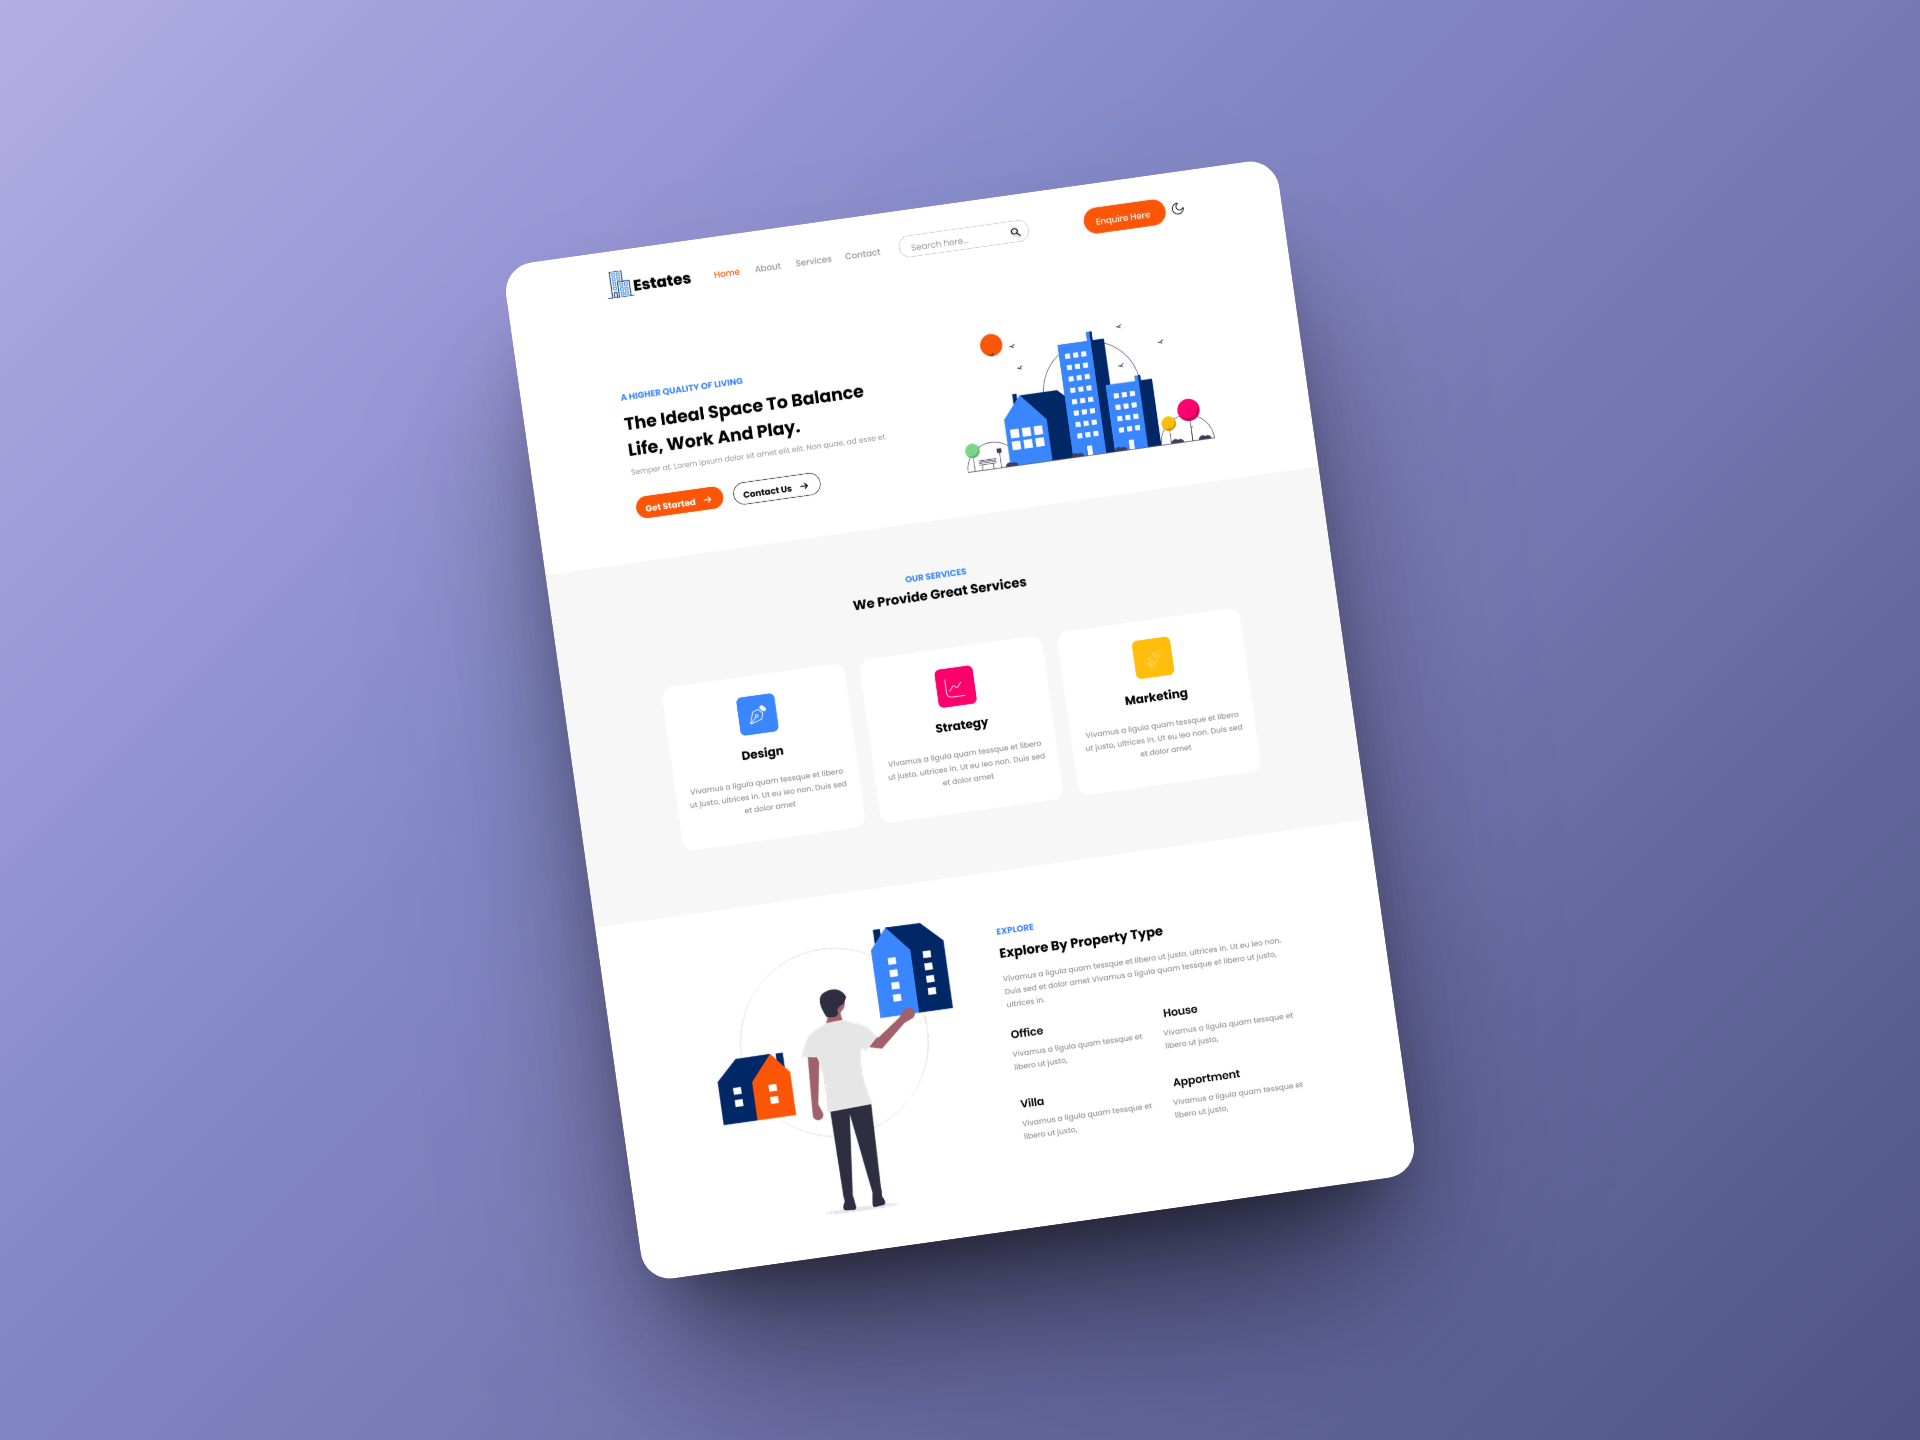 Estates
Home
About
Services
Contact
Search here...
Enquire Here
A HIGHER QUALITY OF LIVING
The Ideal Space To Balance
Life, Work And Play.
Semper at. Lorem ipsum dolor sit amet elit elit. Non quae, ad esse et.
Get Started
Contact Us
OUR SERVICES
We Provide Great Services
Design
Vivamus a ligula quam tessque et libero
ut justo, ultrices in. Ut eu leo non. Duis sed
et dolor amet
Strategy
Vivamus a ligula quam tessque et libero
ut justo, ultrices in. Ut eu leo non. Duis sed
et dolor amet
Marketing
Vivamus a ligula quam tessque et libero
ut justo, ultrices in. Ut eu leo non. Duis sed
et dolor amet
EXPLORE
Explore By Property Type
Vivamus a ligula quam tessque et libero ut justo, ultrices in. Ut eu leo non.
Duis sed et dolor amet Vivamus a ligula quam tessque et libero ut justo,
ultrices in.
Office
Vivamus a ligula quam tessque et
libero ut justo,
House
Vivamus a ligula quam tessque et
libero ut justo,
Villa
Vivamus a ligula quam tessque et
libero ut justo,
Apportment
Vivamus a ligula quam tessque et
libero ut justo,